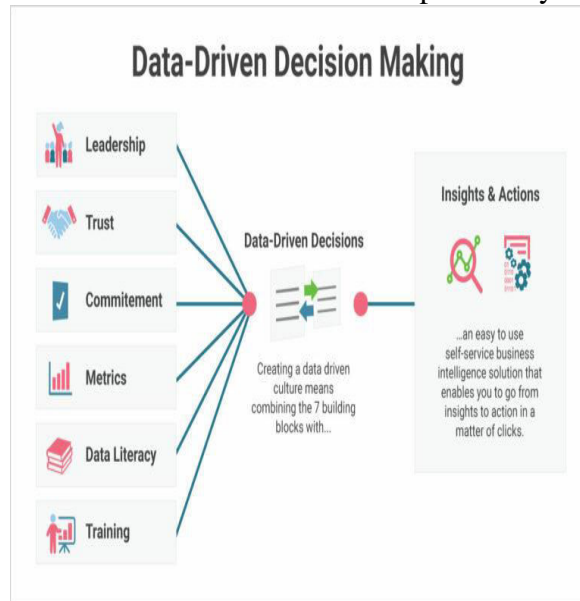 Data-Driven Decision Making
Leadership
Trust
Commitement
Metrics
Data Literacy
Training
Data-Driven Decisions
Creating a data driven
culture means
combining the 7 building
blocks with...
Insights & Actions
...an easy to use
self-service business
intelligence solution that
enables you to go from
insights to action in a
matter of clicks.